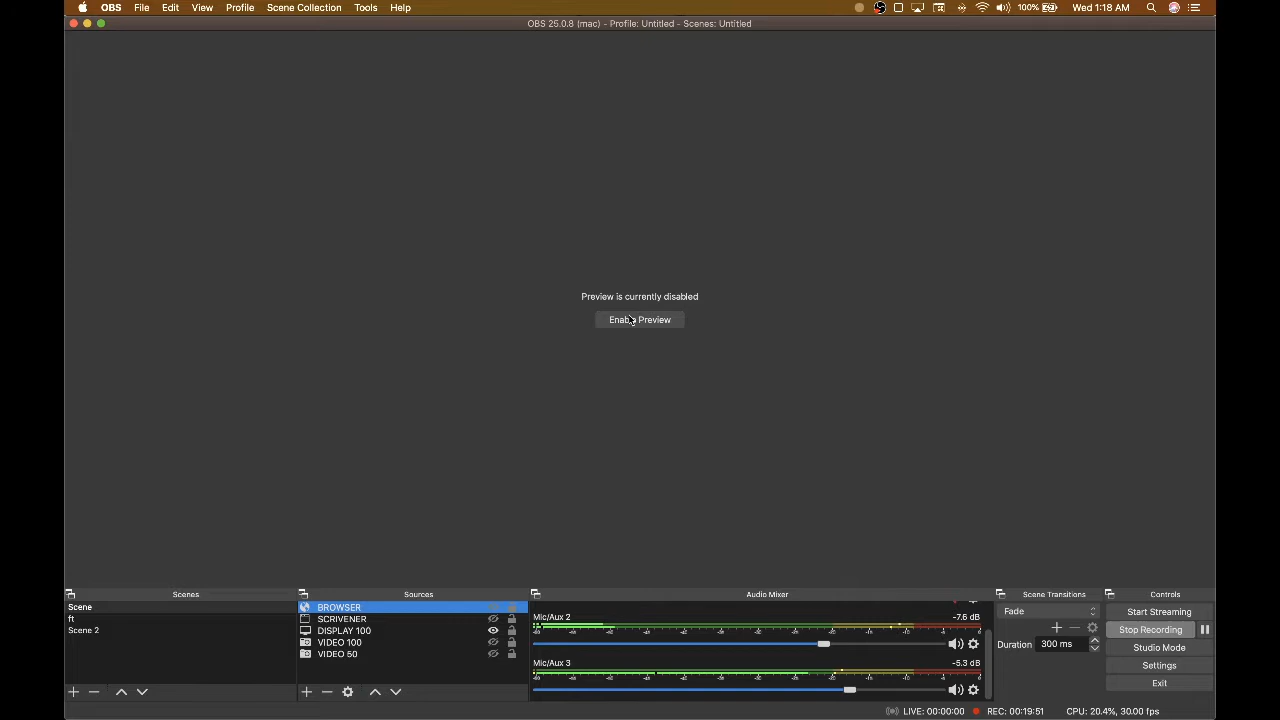 OBS File Edit View Profile Scene Collection Tools Help 100% Wed 1:18 AM
OBS 25.0.8 (mac) - Profile: Untitled - Scenes: Untitled
Preview is currently disabled
Enable Preview
Scenes Sources Audio Mixer Scene Transitions Controls
Scene
ft
Scene 2
BROWSER
SCRIVENER
DISPLAY 100
VIDEO 100
VIDEO 50
Mic/Aux 2 -7.6 dB
Mic/Aux 3 -5.3 dB
Fade
Duration 300 ms
Start Streaming
Stop Recording
Studio Mode
Settings
Exit
LIVE: 00:00:00 REC: 00:19:51 CPU: 20.4%, 30.00 fps